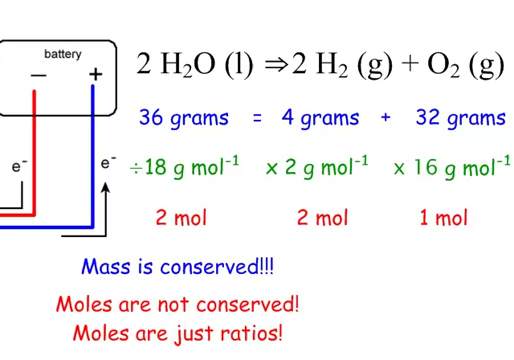 battery
− +
2 H₂O (l) ⇒2 H₂ (g) + O₂ (g)
36 grams = 4 grams + 32 grams
e⁻ e⁻ ÷18 g mol⁻¹ x 2 g mol⁻¹ x 16 g mol⁻¹
2 mol 2 mol 1 mol
Mass is conserved!!!
Moles are not conserved!
Moles are just ratios!